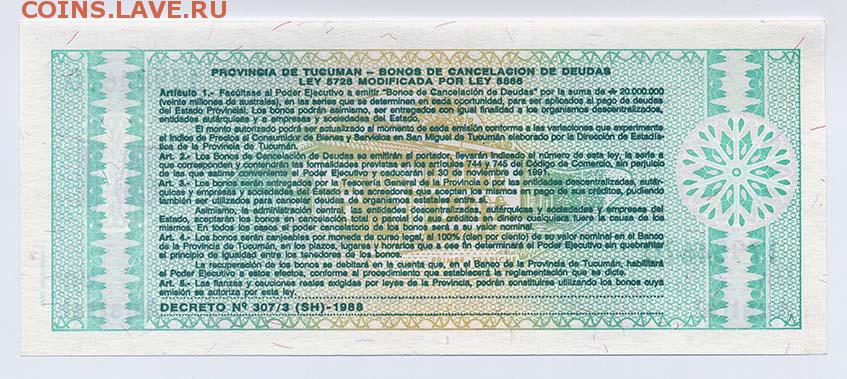 COINS.LAVE.RU
PROVINCIA DE TUCUMAN – BONOS DE CANCELACION DE DEUDAS
LEY 5728 MODIFICADA POR LEY 5866
Artículo 1.- Facúltase al Poder Ejecutivo a emitir "Bonos de Cancelación de Deudas" por la suma de ₳ 20.000.000
(veinte millones de australes), en las series que se determinen en cada oportunidad, para ser aplicados al pago de deudas
del Estado Provincial. Los bonos podrán asimismo, ser entregados con igual finalidad a los organismos descentralizados,
entidades autárquicas y a empresas y sociedades del Estado.
El monto autorizado podrá ser actualizado al momento de cada emisión conforme a las variaciones que experimente
el Indice de Precios al Consumidor de Bienes y Servicios en San Miguel de Tucumán elaborado por la Dirección de Estadísti-
ca de la Provincia de Tucumán.
Art. 2.- Los Bonos de Cancelación de Deudas se emitirán al portador, llevarán indicado el número de esta ley, la serie a
que corresponden y contendrán las formalidades previstas en los artículos 744 y 745 del Código de Comercio, sin perjuicio
de las que estime conveniente el Poder Ejecutivo y caducarán el 30 de noviembre de 1991.
Art. 3.- Los bonos serán entregados por la Tesorería General de la Provincia o por las entidades descentralizadas, autár-
quicas y empresas y sociedades del Estado a los acreedores que acepten los mismos en pago de sus créditos, pudiendo
también ser utilizados para cancelar deudas de organismos estatales entre sí.
Asimismo, la administración central, las entidades descentralizadas, autárquicas y sociedades y empresas del
Estado, aceptarán los bonos en cancelación total o parcial de sus créditos en dinero cualquiera fuere la causa de los
mismos. En todos los casos el poder cancelatorio del bonos será a su valor nominal.
Art. 4.- Los bonos serán canjeables por moneda de curso legal, al 100% (cien por ciento) de su valor nominal en el Banco
de la Provincia de Tucumán, en los plazos, lugares y horarios que a ese fin determinará el Poder Ejecutivo sin quebrantar
el principio de igualdad entre los tenedores de los bonos.
La recuperación de los bonos se debitará en la cuenta que, en el Banco de la Provincia de Tucumán, habilitará
el Poder Ejecutivo a estos efectos, conforme al procedimiento que establecerá la reglamentación que se dicte.
Art. 5.- Las fianzas y cauciones reales exigidas por leyes de la Provincia, podrán constituirse utilizando los bonos cuya
emisión se autoriza por esta ley.
DECRETO Nº 307/3 (SH)-1988